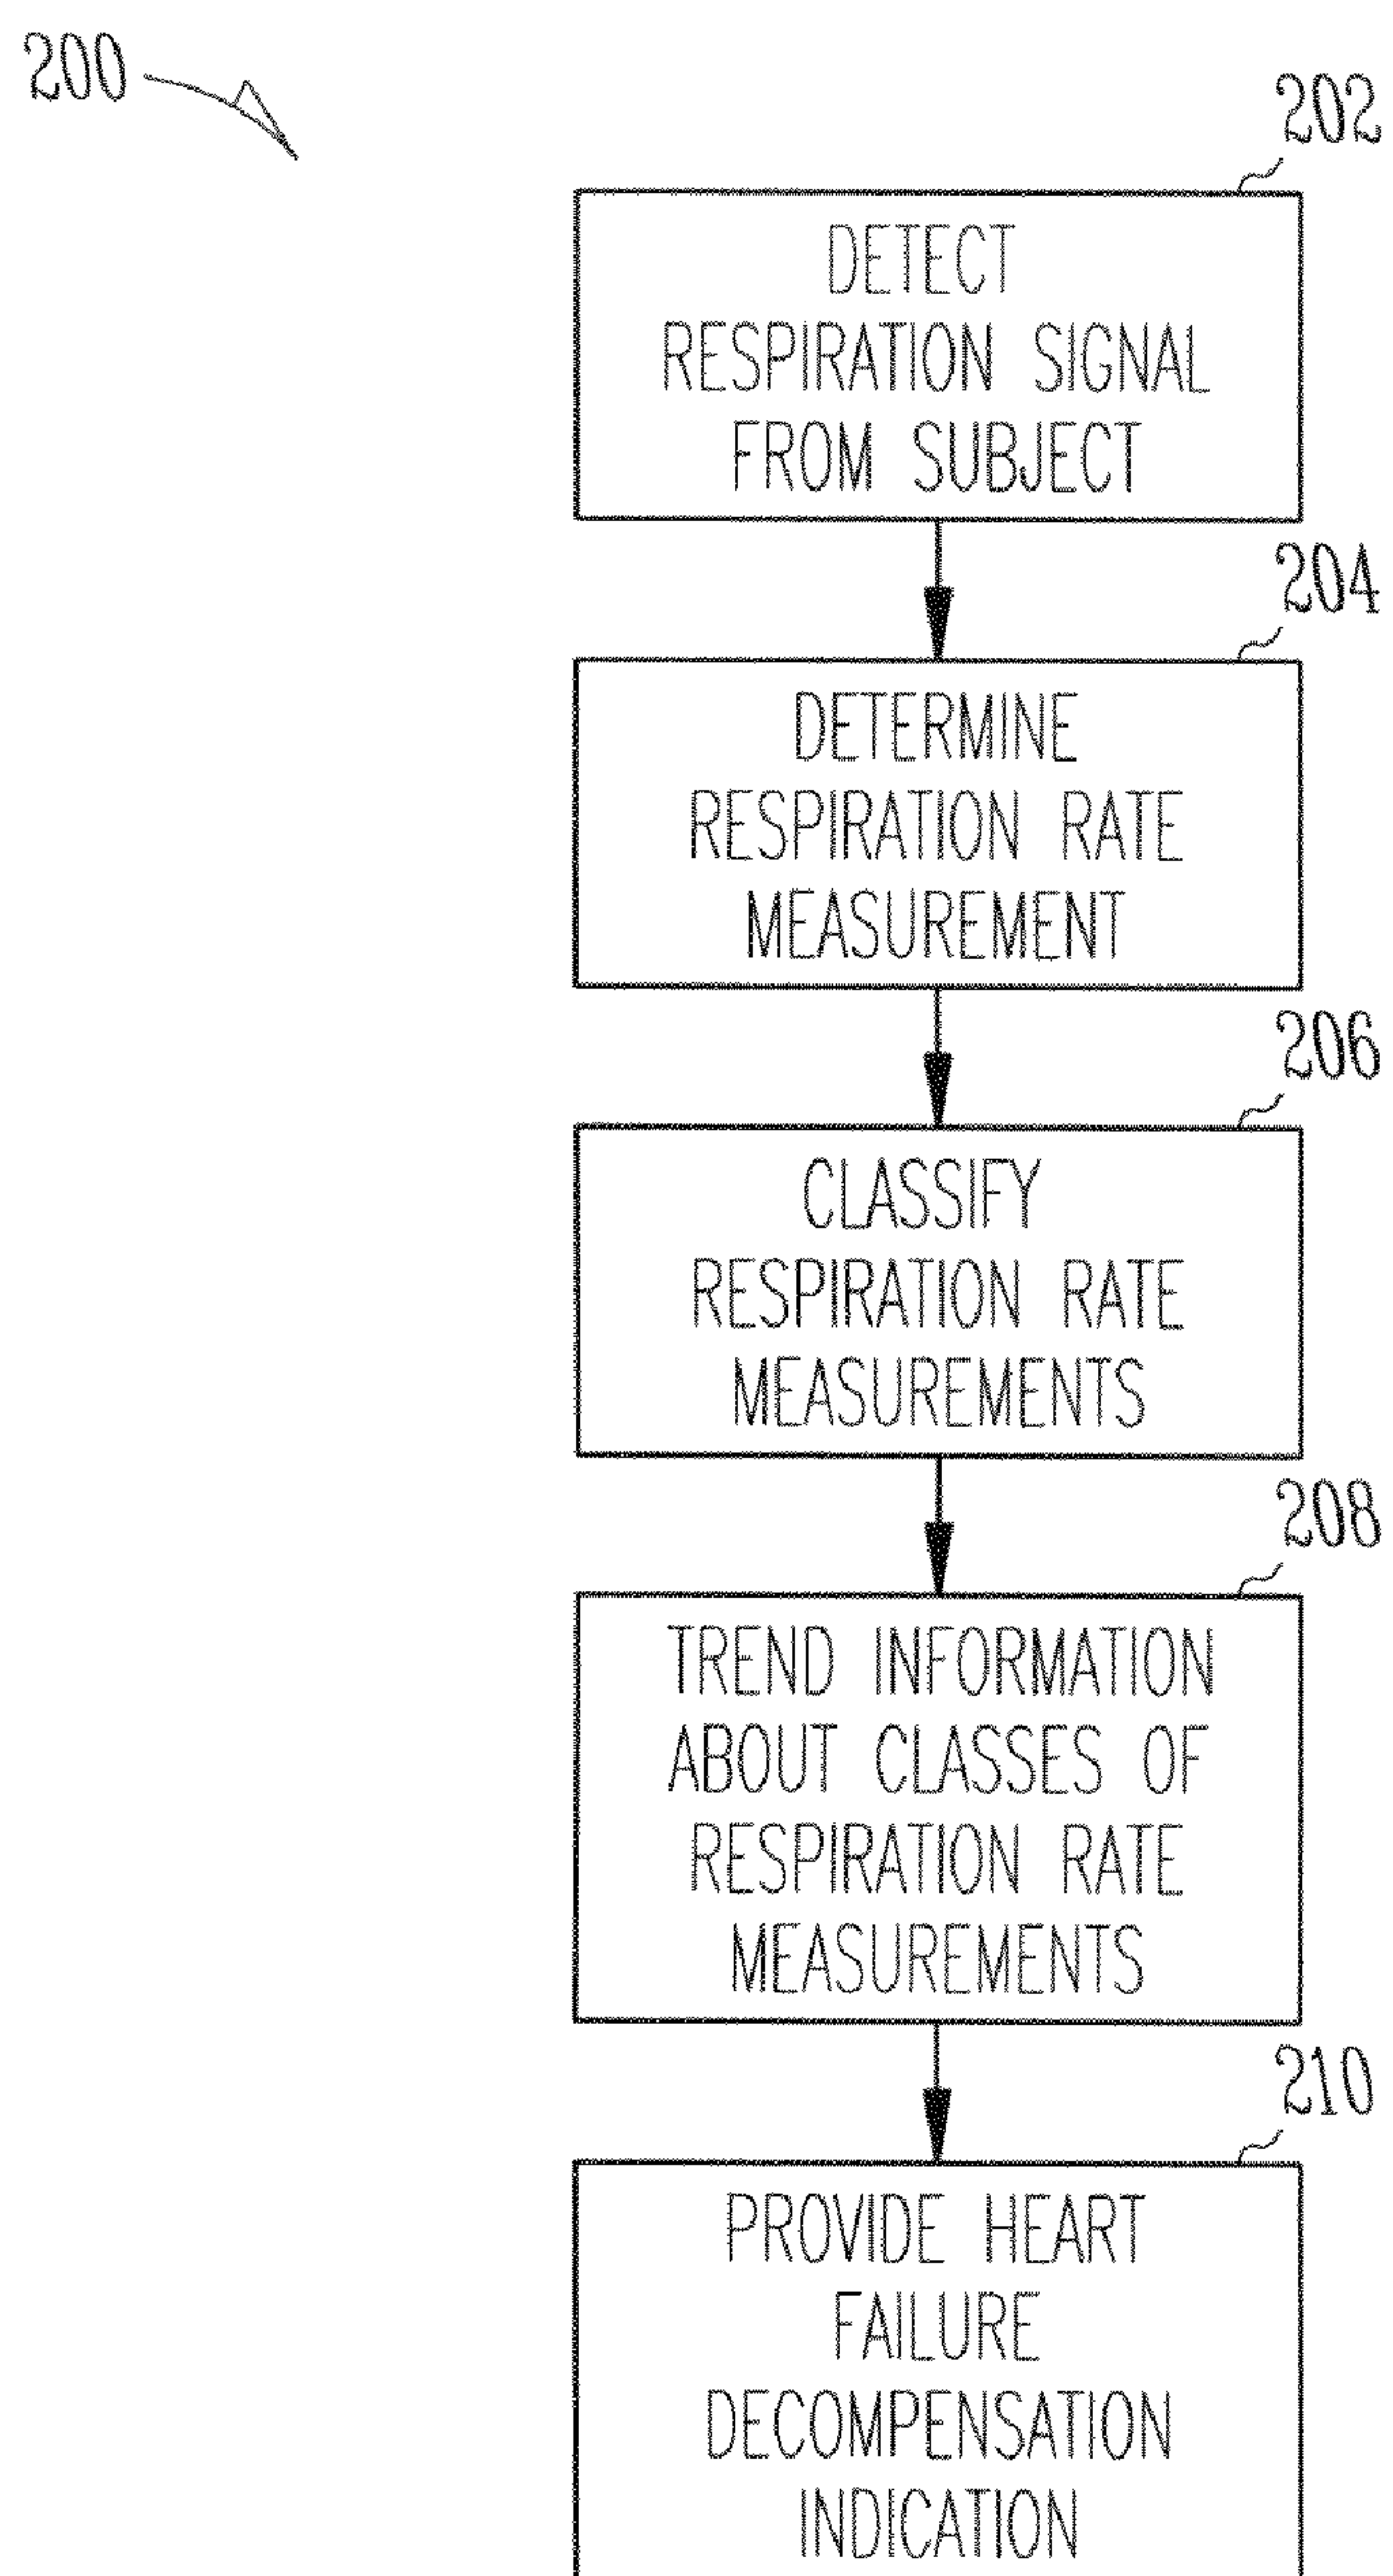 200
202
DETECT
RESPIRATION SIGNAL
FROM SUBJECT
204
DETERMINE
RESPIRATION RATE
MEASUREMENT
206
CLASSIFY
RESPIRATION RATE
MEASUREMENTS
208
TREND INFORMATION
ABOUT CLASSES OF
RESPIRATION RATE
MEASUREMENTS
210
PROVIDE HEART
FAILURE
DECOMPENSATION
INDICATION